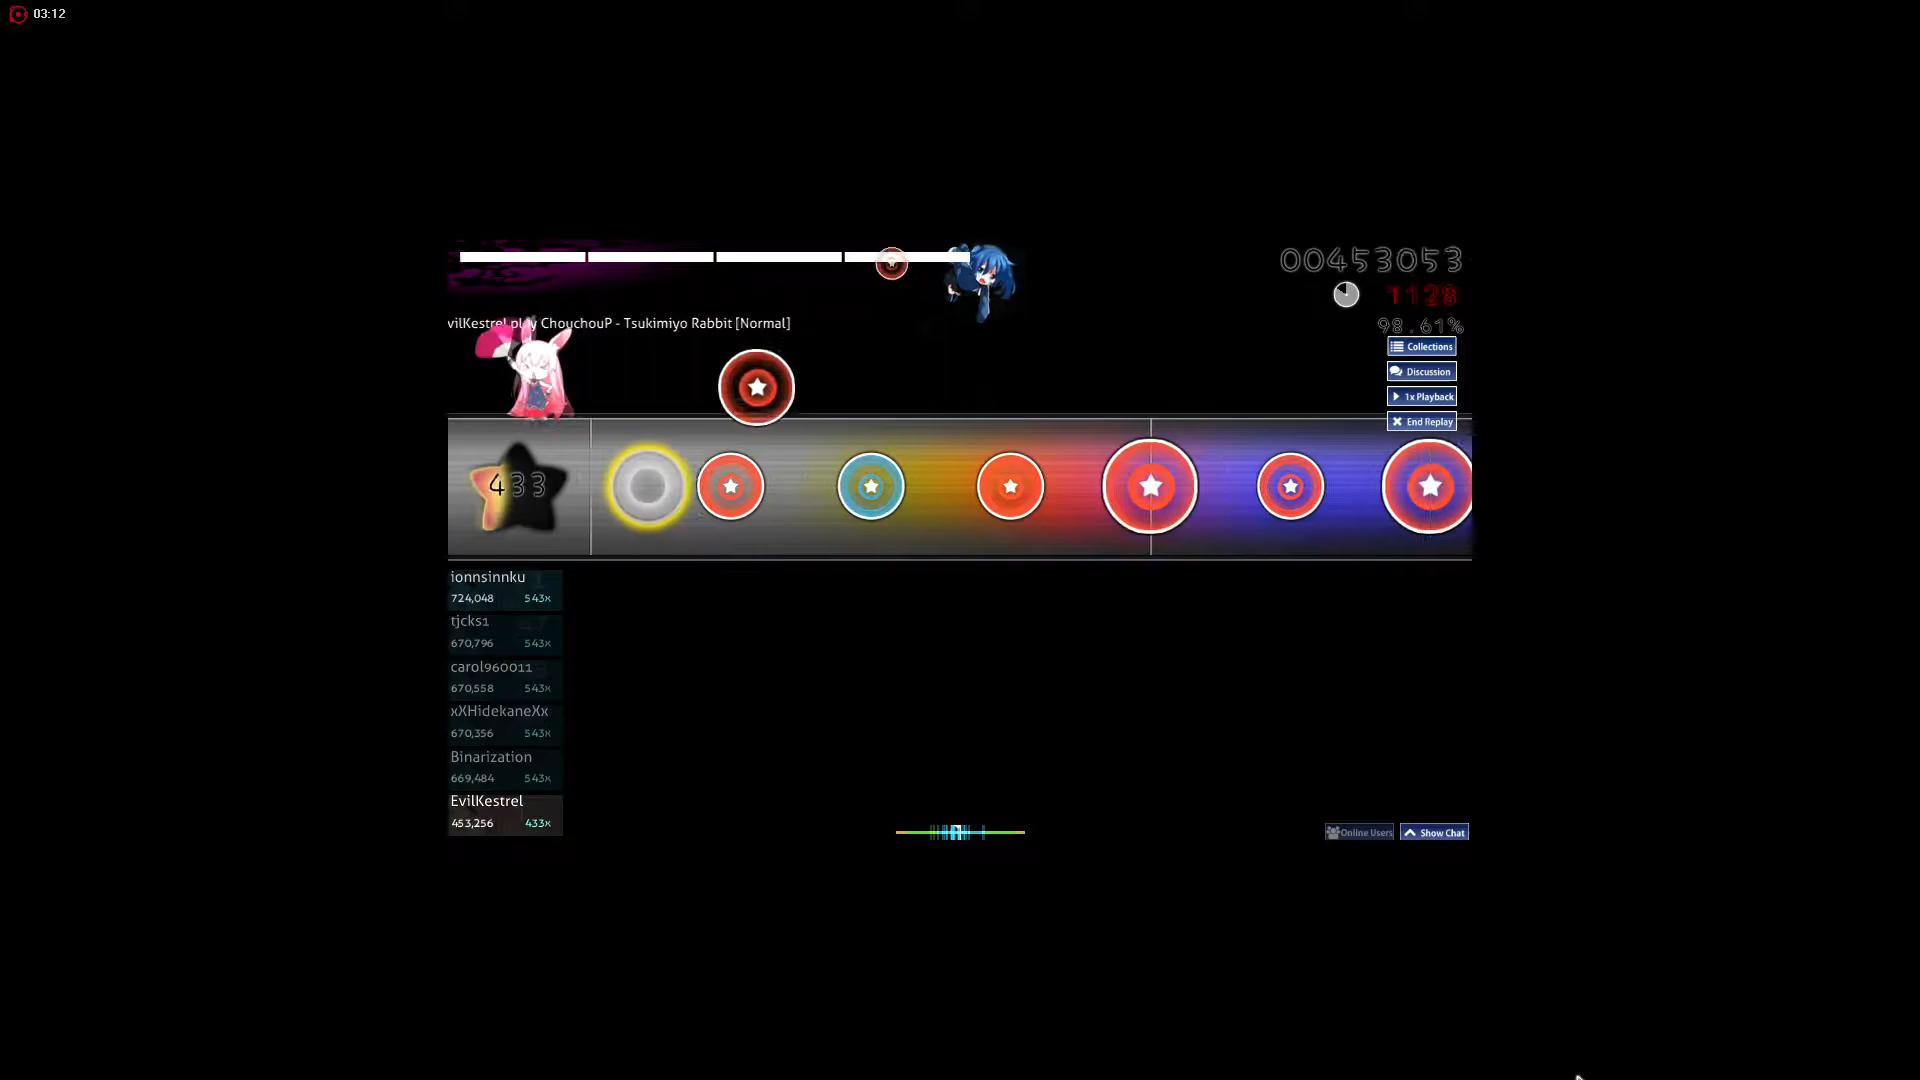 03:12
00453053
1128
98.61%
vilKestrel play ChouchouP - Tsukimiyo Rabbit [Normal]
Collections
Discussion
1x Playback
End Replay
433
ionnsinnku
724,048 543x
tjcks1
670,796 543x
carol960011
670,558 543x
xXHidekaneXx
670,356 543x
Binarization
669,484 543x
EvilKestrel
453,256 433x
Online Users
Show Chat